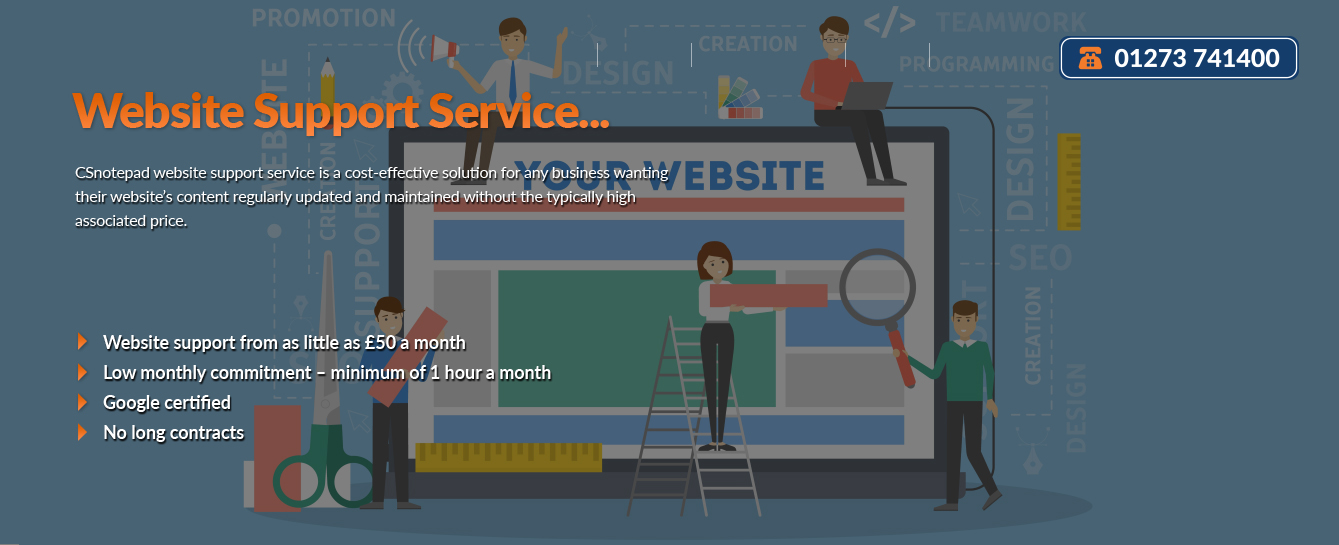 PROMOTION
</>
TEAMWORK
CREATION
PROGRAMMING
01273 741400
DESIGN
WEBSITE
Website Support Service...
DESIGN
CREATION
YOUR WEBSITE
CSnotepad website support service is a cost-effective solution for any business wanting
their website's content regularly updated and maintained without the typically high
associated price.
SUPPORT
SEO
CREATION
Website support from as little as £50 a month
Low monthly commitment – minimum of 1 hour a month
Google certified
No long contracts
DESIGN